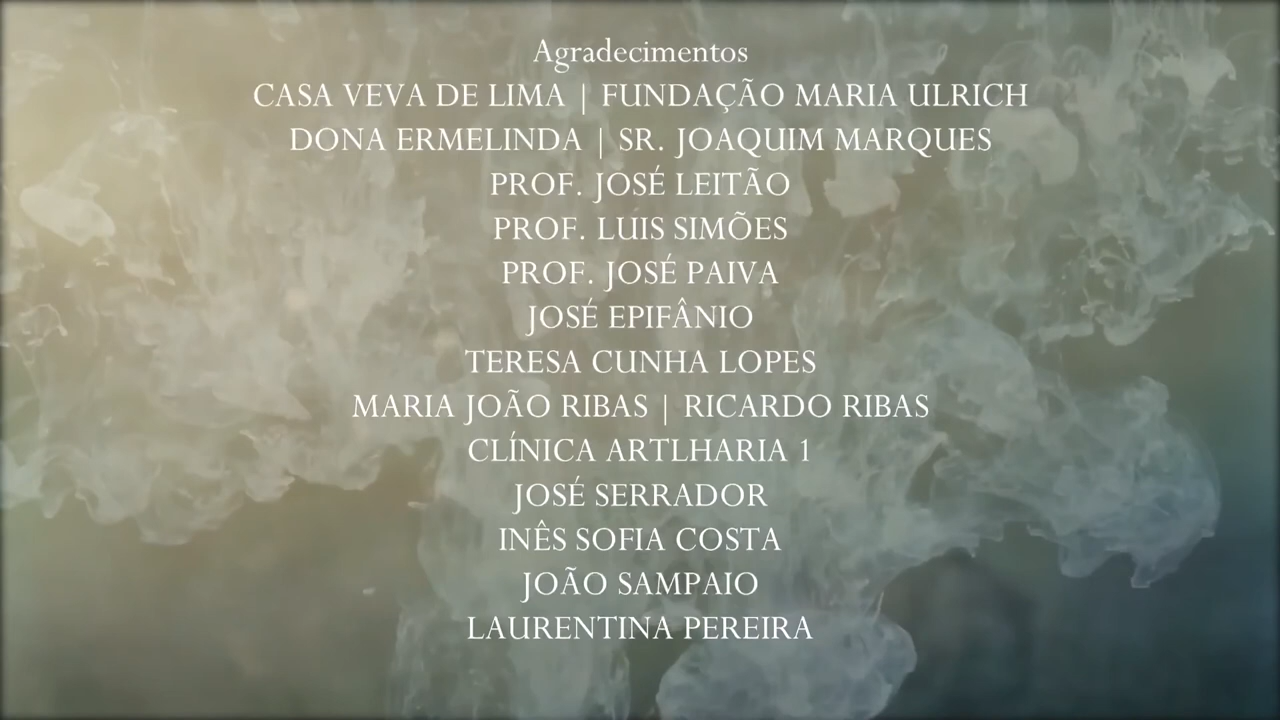 Agradecimentos
CASA VEVA DE LIMA | FUNDAÇÃO MARIA ULRICH
DONA ERMELINDA | SR. JOAQUIM MARQUES
PROF. JOSÉ LEITÃO
PROF. LUIS SIMÕES
PROF. JOSÉ PAIVA
JOSÉ EPIFÂNIO
TERESA CUNHA LOPES
MARIA JOÃO RIBAS | RICARDO RIBAS
CLÍNICA ARTLHARIA 1
JOSÉ SERRADOR
INÊS SOFIA COSTA
JOÃO SAMPAIO
LAURENTINA PEREIRA